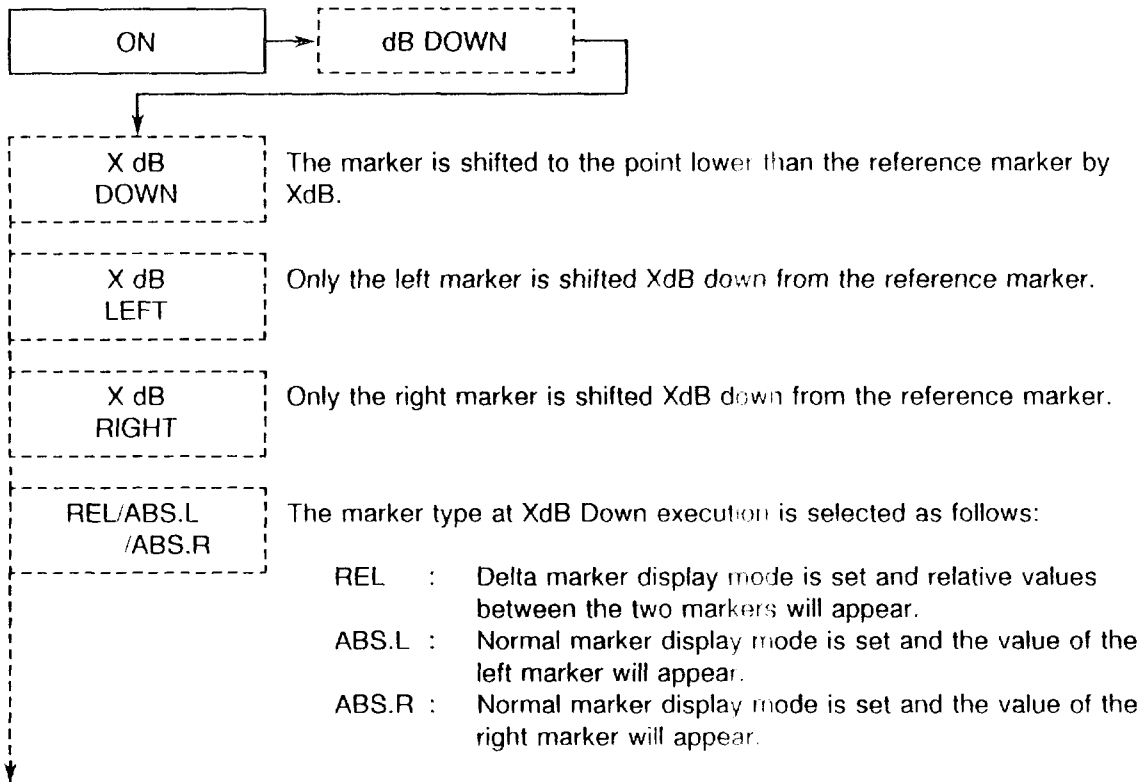 ON
dB DOWN
X dB
DOWN
The marker is shifted to the point lower than the reference marker by
XdB.
X dB
LEFT
Only the left marker is shifted XdB down from the reference marker.
X dB
RIGHT
Only the right marker is shifted XdB down from the reference marker.
REL/ABS.L
/ABS.R
The marker type at XdB Down execution is selected as follows:
REL : Delta marker display mode is set and relative values
between the two markers will appear.
ABS.L : Normal marker display mode is set and the value of the
left marker will appear.
ABS.R : Normal marker display mode is set and the value of the
right marker will appear.